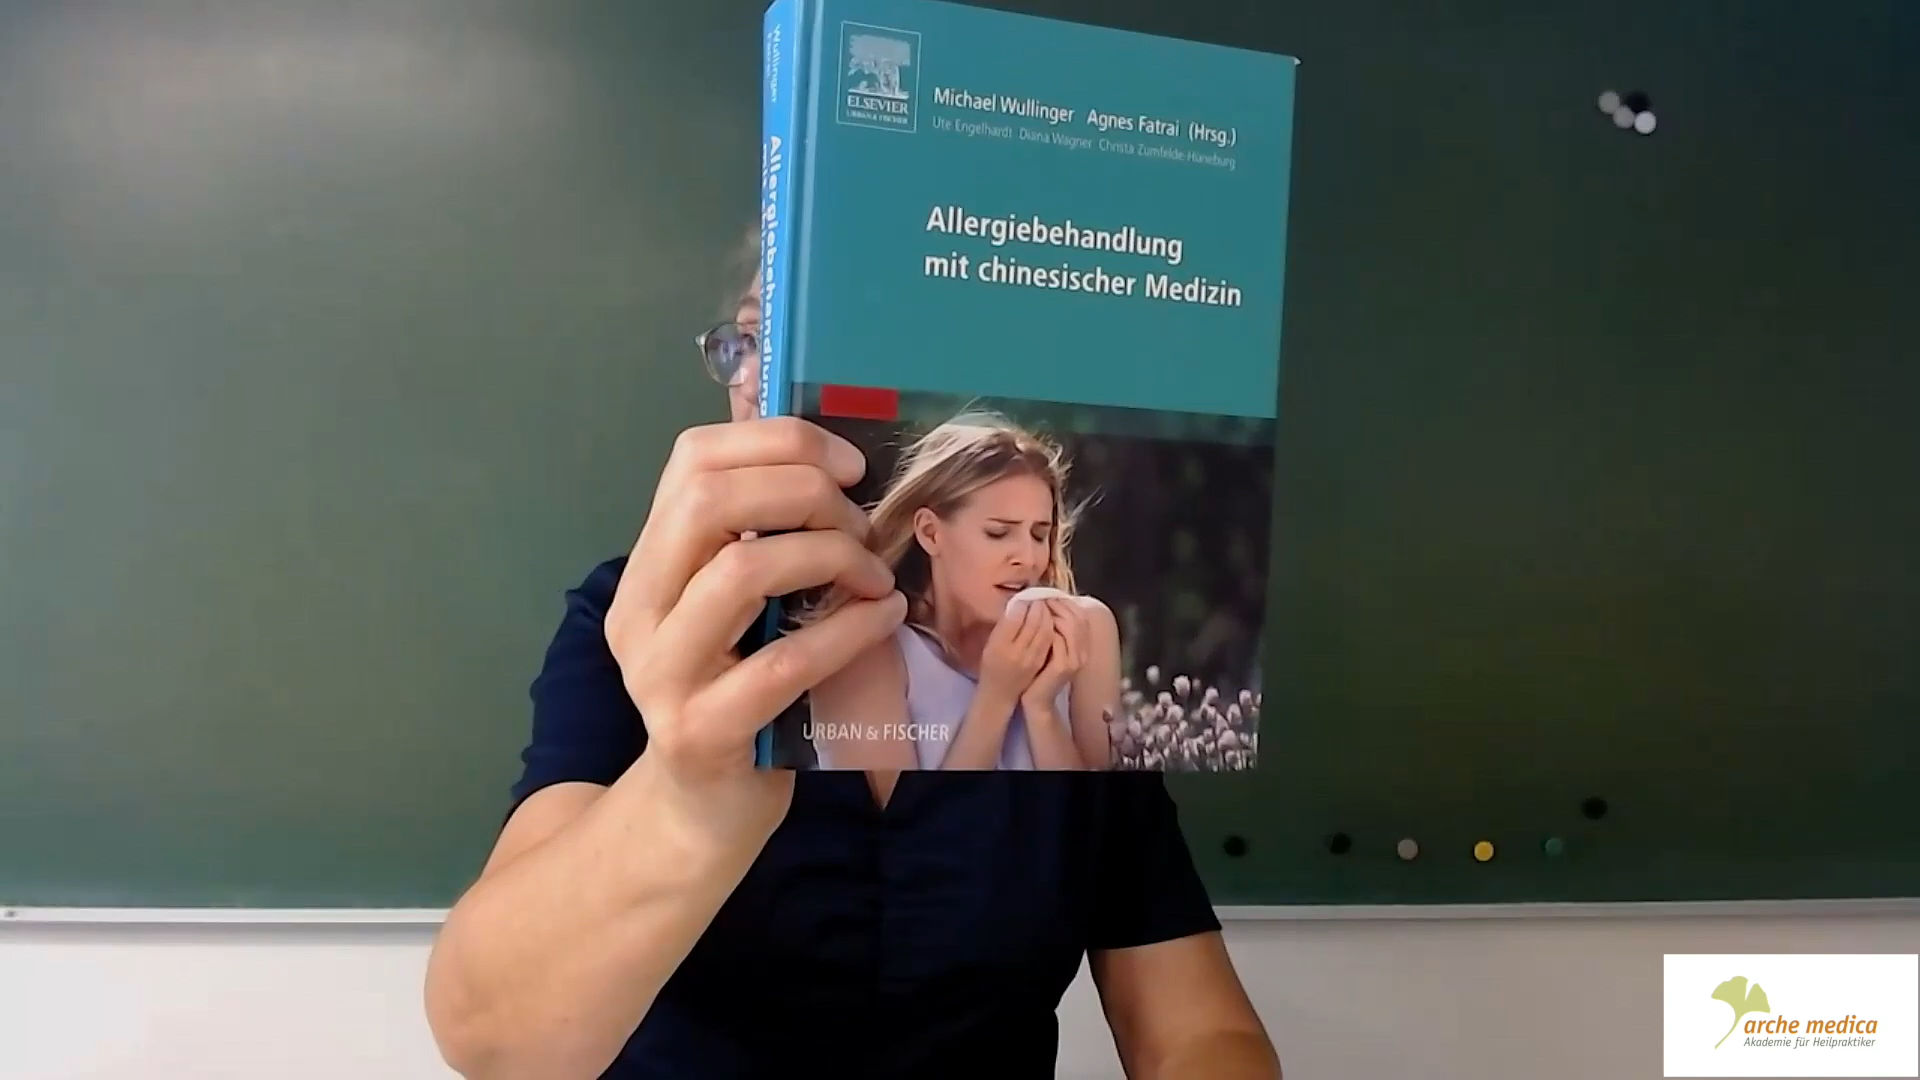 ELSEVIER
URBAN & FISCHER
Michael Wullinger Agnes Fatrai (Hrsg.)
Ute Engelhardt Diana Wagner Christa Zumfelde-Hüneburg
Allergiebehandlung
mit chinesischer Medizin
URBAN & FISCHER
Wullinger
Fatrai
Allergiebehandlung
arche medica
Akademie für Heilpraktiker